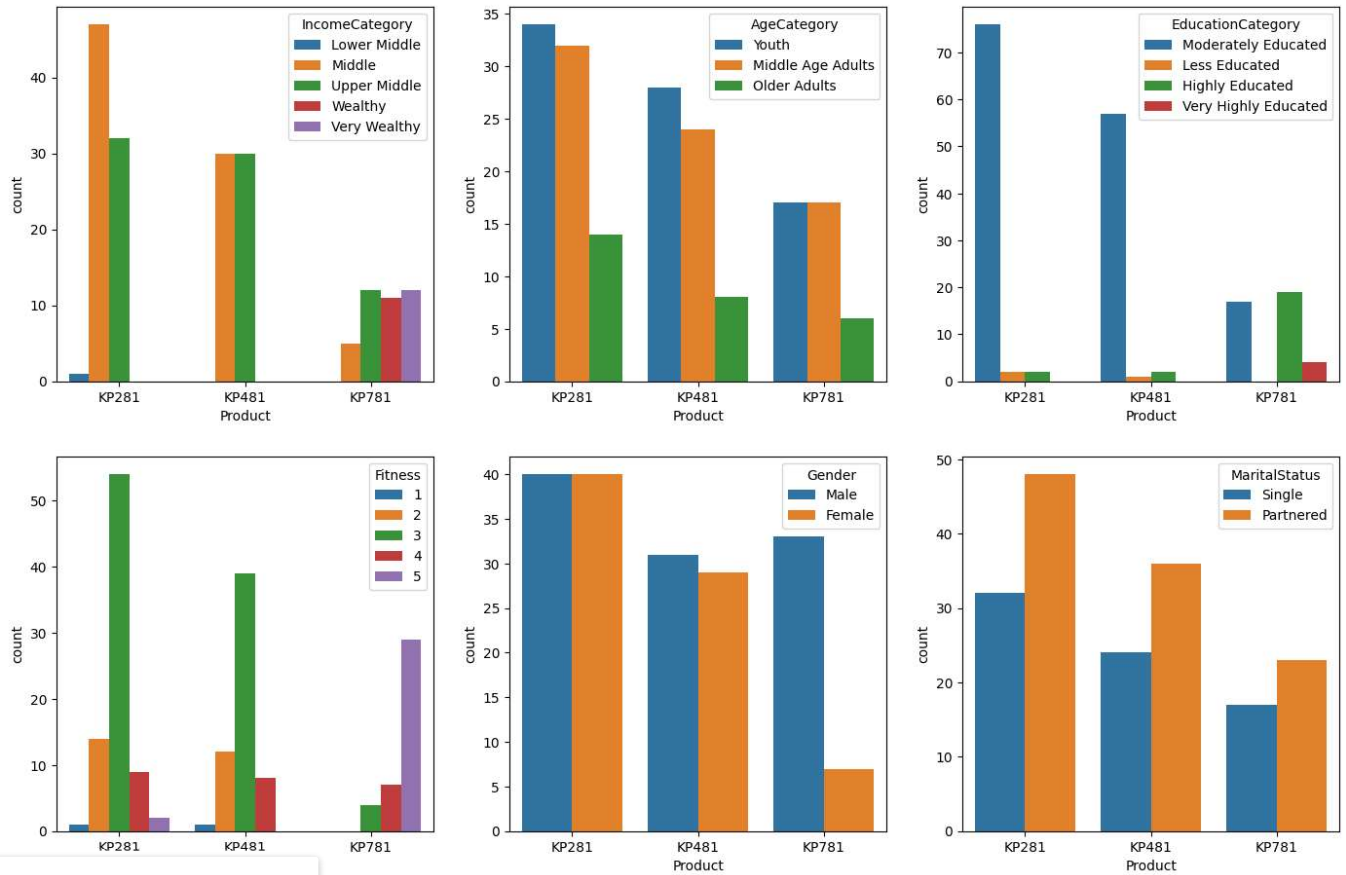 IncomeCategory
Lower Middle
Middle
Upper Middle
Wealthy
Very Wealthy
40
30
20
10
0
count
KP281 KP481 KP781
Product
AgeCategory
Youth
Middle Age Adults
Older Adults
35
30
25
20
15
10
5
0
count
KP281 KP481 KP781
Product
EducationCategory
Moderately Educated
Less Educated
Highly Educated
Very Highly Educated
70
60
50
40
30
20
10
0
count
KP281 KP481 KP781
Product
Fitness
1
2
3
4
5
50
40
30
20
10
0
count
KP281 KP481 KP781
Gender
Male
Female
40
35
30
25
20
15
10
5
0
count
KP281 KP481 KP781
Product
MaritalStatus
Single
Partnered
50
40
30
20
10
0
count
KP281 KP481 KP781
Product